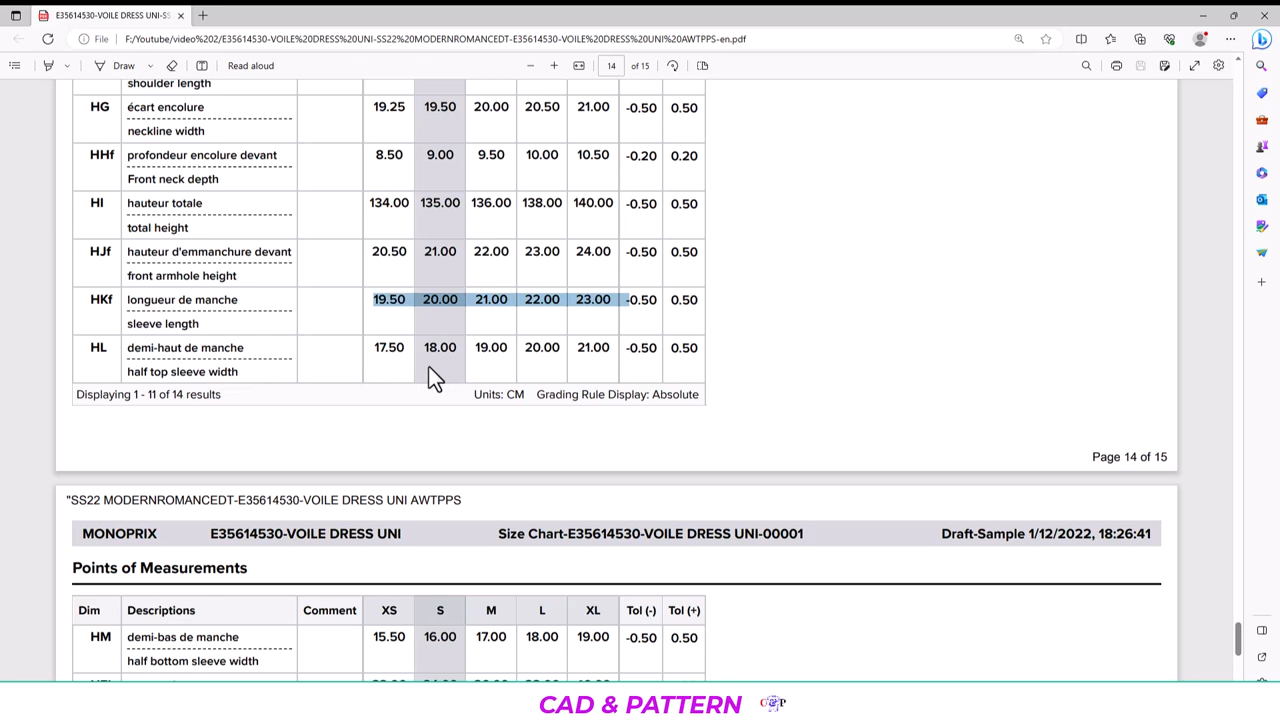 E35614530-VOILE DRESS UNI-SS
File F:/Youtube/video%202/E35614530-VOILE%20DRESS%20UNI-SS22%20MODERNROMANCEDT-E35614530-VOILE%20DRESS%20UNI%20AWTPPS-en.pdf
Draw Read aloud 14 of 15
shoulder length
HG écart encolure 19.25 19.50 20.00 20.50 21.00 -0.50 0.50
neckline width
HHf profondeur encolure devant 8.50 9.00 9.50 10.00 10.50 -0.20 0.20
Front neck depth
HI hauteur totale 134.00 135.00 136.00 138.00 140.00 -0.50 0.50
total height
HJf hauteur d'emmanchure devant 20.50 21.00 22.00 23.00 24.00 -0.50 0.50
front armhole height
HKf longueur de manche 19.50 20.00 21.00 22.00 23.00 -0.50 0.50
sleeve length
HL demi-haut de manche 17.50 18.00 19.00 20.00 21.00 -0.50 0.50
half top sleeve width
Displaying 1 - 11 of 14 results Units: CM Grading Rule Display: Absolute
Page 14 of 15
"SS22 MODERNROMANCEDT-E35614530-VOILE DRESS UNI AWTPPS
MONOPRIX E35614530-VOILE DRESS UNI Size Chart-E35614530-VOILE DRESS UNI-00001 Draft-Sample 1/12/2022, 18:26:41
Points of Measurements
Dim Descriptions Comment XS S M L XL Tol (-) Tol (+)
HM demi-bas de manche 15.50 16.00 17.00 18.00 19.00 -0.50 0.50
half bottom sleeve width
CAD & PATTERN C&P